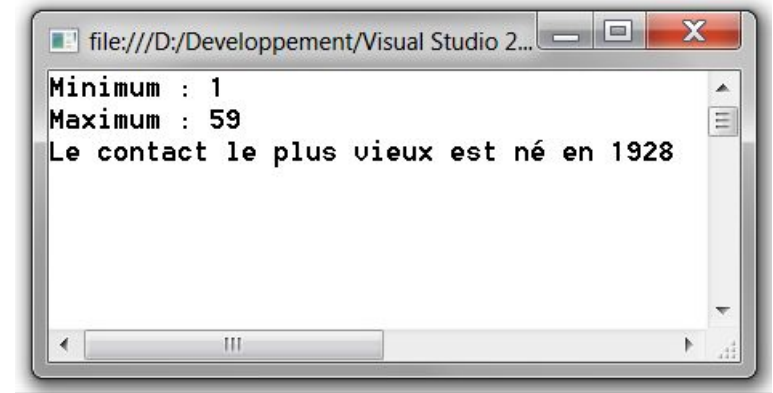 file:///D:/Developpement/Visual Studio 2...
Minimum : 1
Maximum : 59
Le contact le plus vieux est né en 1928